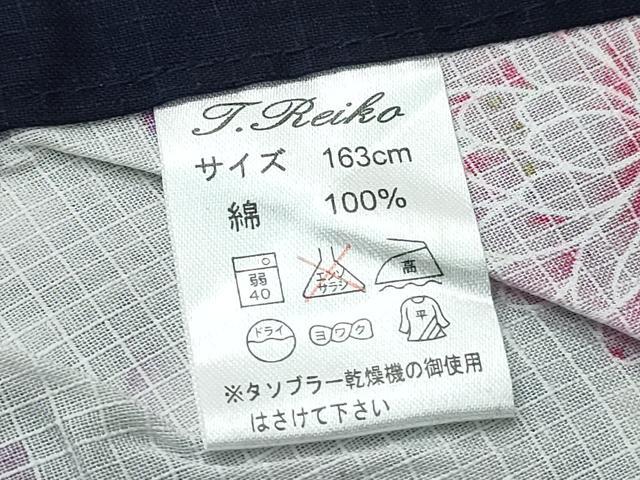 T.Reiko
サイズ 163cm
綿 100%
弱 40
エンソ サラシ
高
ドライ
ヨワク
平
※タソブラー乾燥機の御使用
はさけて下さい